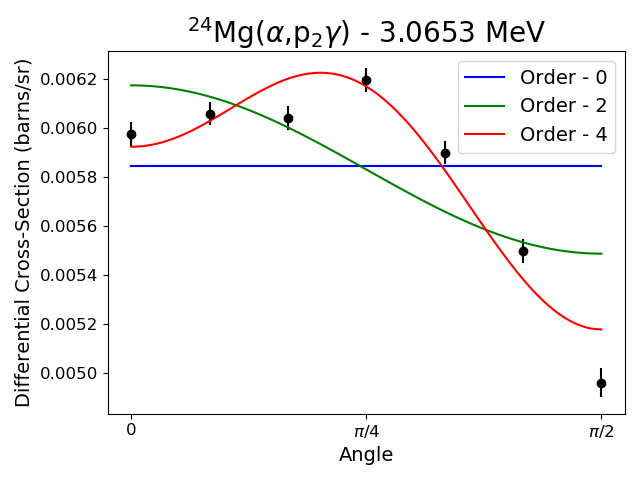 ²⁴Mg(α,p₂γ) - 3.0653 MeV
Differential Cross-Section (barns/sr)
0.0062
0.0060
0.0058
0.0056
0.0054
0.0052
0.0050
Order - 0
Order - 2
Order - 4
0
π/4
π/2
Angle